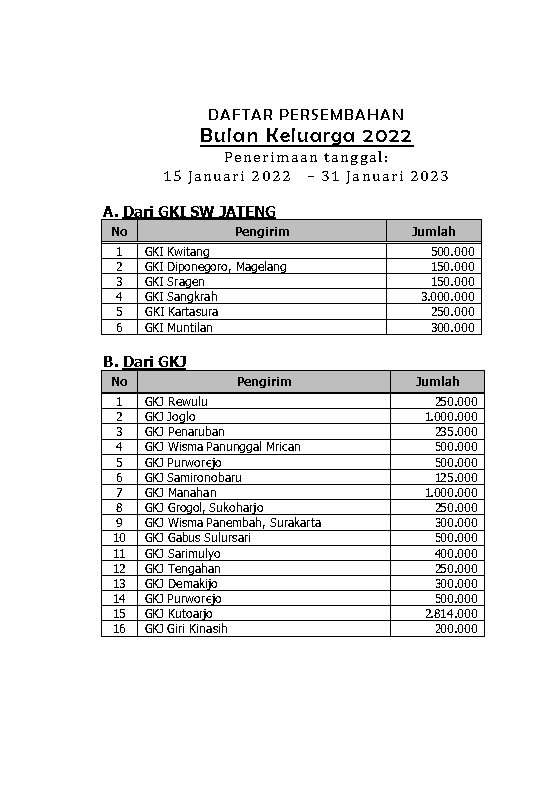 DAFTAR PERSEMBAHAN
Bulan Keluarga 2022
Penerimaan tanggal:
15 Januari 2022 – 31 Januari 2023
A. Dari GKI SW JATENG
No Pengirim Jumlah
1 GKI Kwitang 500.000
2 GKI Diponegoro, Magelang 150.000
3 GKI Sragen 150.000
4 GKI Sangkrah 3.000.000
5 GKI Kartasura 250.000
6 GKI Muntilan 300.000
B. Dari GKJ
No Pengirim Jumlah
1 GKJ Rewulu 250.000
2 GKJ Joglo 1.000.000
3 GKJ Penaruban 235.000
4 GKJ Wisma Panunggal Mrican 500.000
5 GKJ Purworejo 500.000
6 GKJ Samironobaru 125.000
7 GKJ Manahan 1.000.000
8 GKJ Grogol, Sukoharjo 250.000
9 GKJ Wisma Panembah, Surakarta 300.000
10 GKJ Gabus Sulursari 500.000
11 GKJ Sarimulyo 400.000
12 GKJ Tengahan 250.000
13 GKJ Demakijo 300.000
14 GKJ Purworejo 500.000
15 GKJ Kutoarjo 2.814.000
16 GKJ Giri Kinasih 200.000